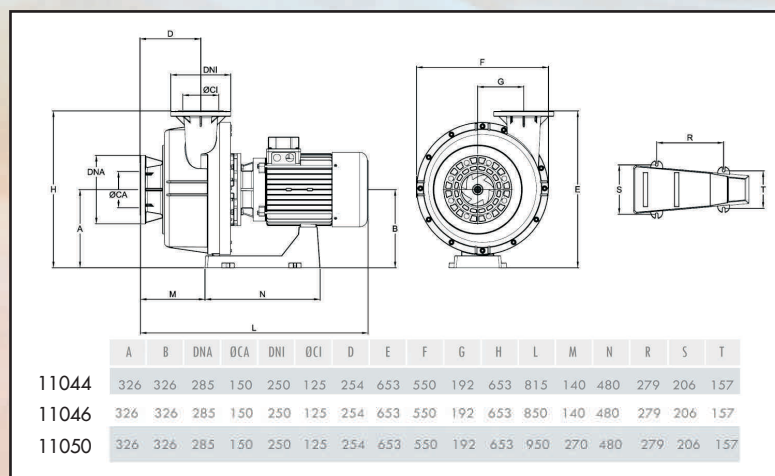 D
F
DNI
G
ØCI
R
H
DNA
ØCA
S
T
E
A
B
M
N
L
A B DNA ØCA DNI ØCI D E F G H L M N R S T
11044 326 326 285 150 250 125 254 653 550 192 653 815 140 480 279 206 157
11046 326 326 285 150 250 125 254 653 550 192 653 850 140 480 279 206 157
11050 326 326 285 150 250 125 254 653 550 192 653 950 270 480 279 206 157